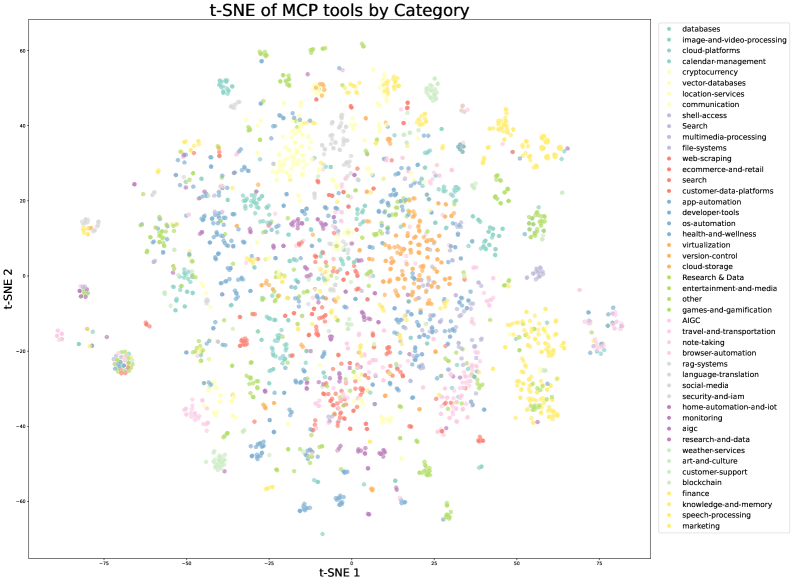 t-SNE of MCP tools by Category
60
40
20
0
−20
−40
−60
t-SNE 2
−75
−50
−25
0
25
50
75
t-SNE 1
databases
image-and-video-processing
cloud-platforms
calendar-management
cryptocurrency
vector-databases
location-services
communication
shell-access
Search
multimedia-processing
file-systems
web-scraping
ecommerce-and-retail
search
customer-data-platforms
app-automation
developer-tools
os-automation
health-and-wellness
virtualization
version-control
cloud-storage
Research & Data
entertainment-and-media
other
games-and-gamification
AIGC
travel-and-transportation
note-taking
browser-automation
rag-systems
language-translation
social-media
security-and-iam
home-automation-and-iot
monitoring
aigc
research-and-data
weather-services
art-and-culture
customer-support
blockchain
finance
knowledge-and-memory
speech-processing
marketing